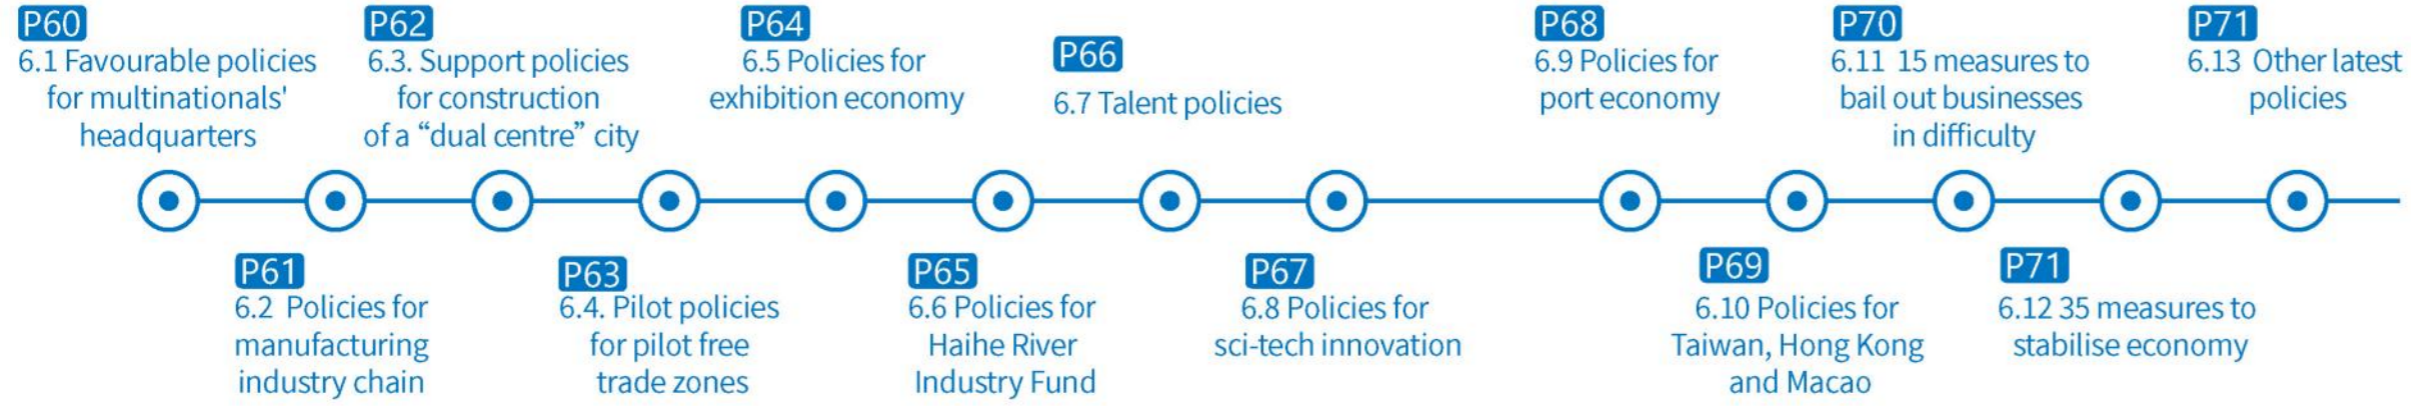 P60
6.1 Favourable policies
for multinationals'
headquarters
P61
6.2 Policies for
manufacturing
industry chain
P62
6.3. Support policies
for construction
of a “dual centre” city
P63
6.4. Pilot policies
for pilot free
trade zones
P64
6.5 Policies for
exhibition economy
P65
6.6 Policies for
Haihe River
Industry Fund
P66
6.7 Talent policies
P67
6.8 Policies for
sci-tech innovation
P68
6.9 Policies for
port economy
P69
6.10 Policies for
Taiwan, Hong Kong
and Macao
P70
6.11 15 measures to
bail out businesses
in difficulty
P71
6.12 35 measures to
stabilise economy
P71
6.13 Other latest
policies